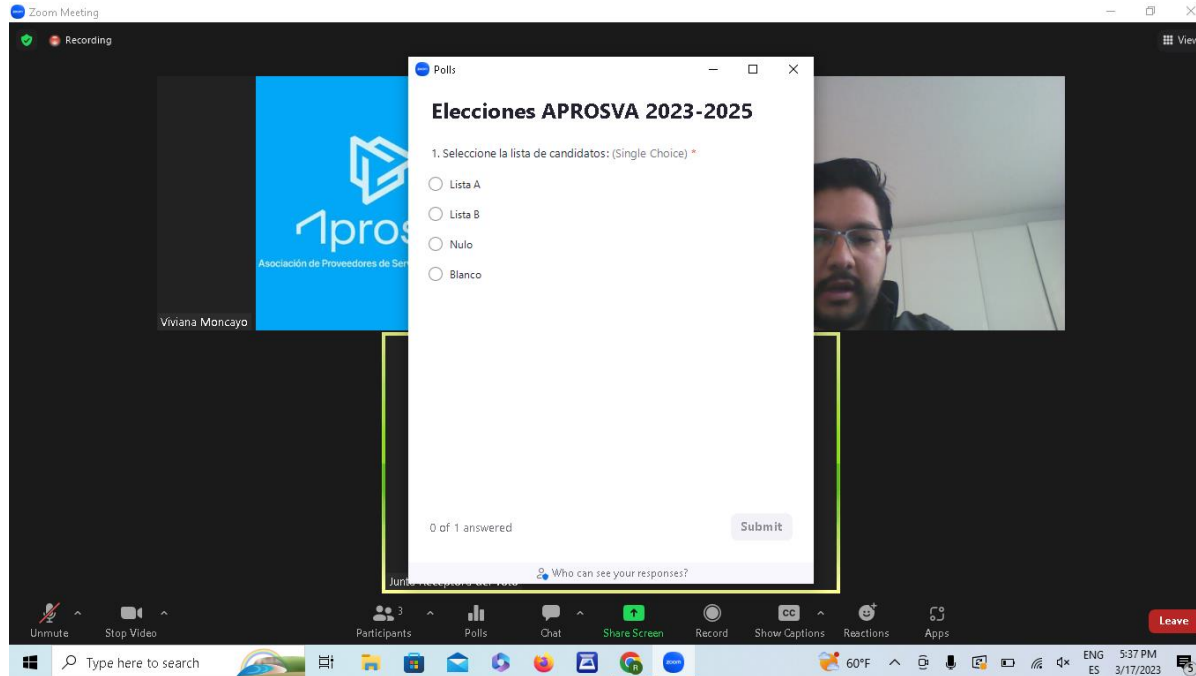 Zoom Meeting
Recording
View
Polls
Elecciones APROSVA 2023-2025
1. Seleccione la lista de candidatos: (Single Choice) *
Lista A
Lista B
Nulo
Blanco
Asociación de Proveedores de
Viviana Moncayo
0 of 1 answered
Submit
Who can see your responses?
Unmute
Stop Video
3
Participants
Polls
Chat
Share Screen
Record
CC
Show Captions
Reactions
Apps
Leave
Type here to search
zoom
60°F
ENG
ES
5:37 PM
3/17/2023
5